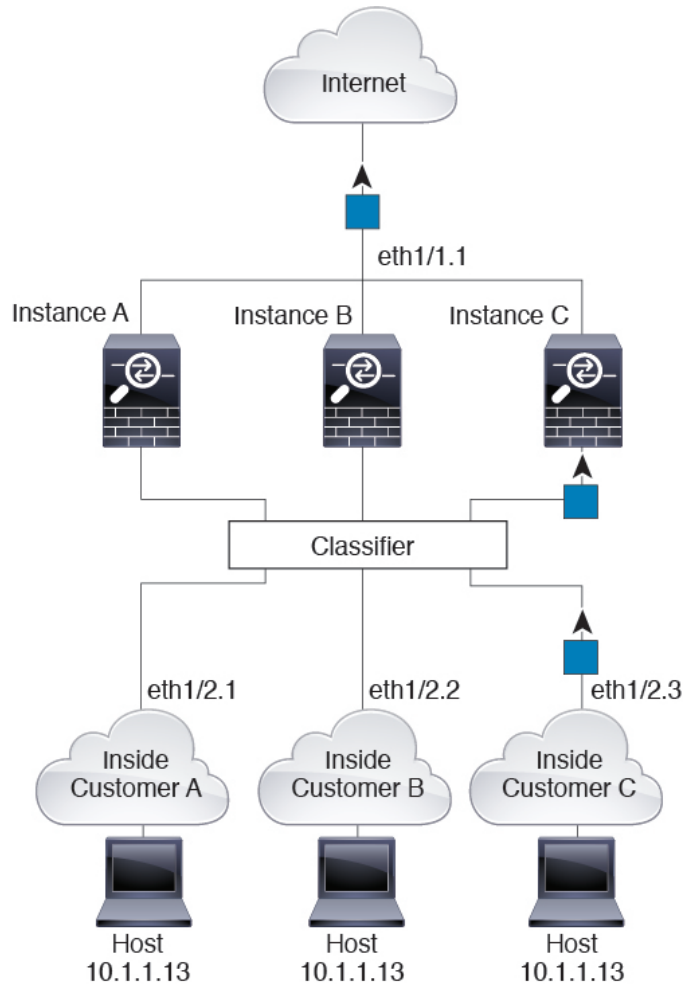 Internet
eth1/1.1
Instance A
Instance B
Instance C
Classifier
eth1/2.1
eth1/2.2
eth1/2.3
Inside
Customer A
Inside
Customer B
Inside
Customer C
Host
10.1.1.13
Host
10.1.1.13
Host
10.1.1.13